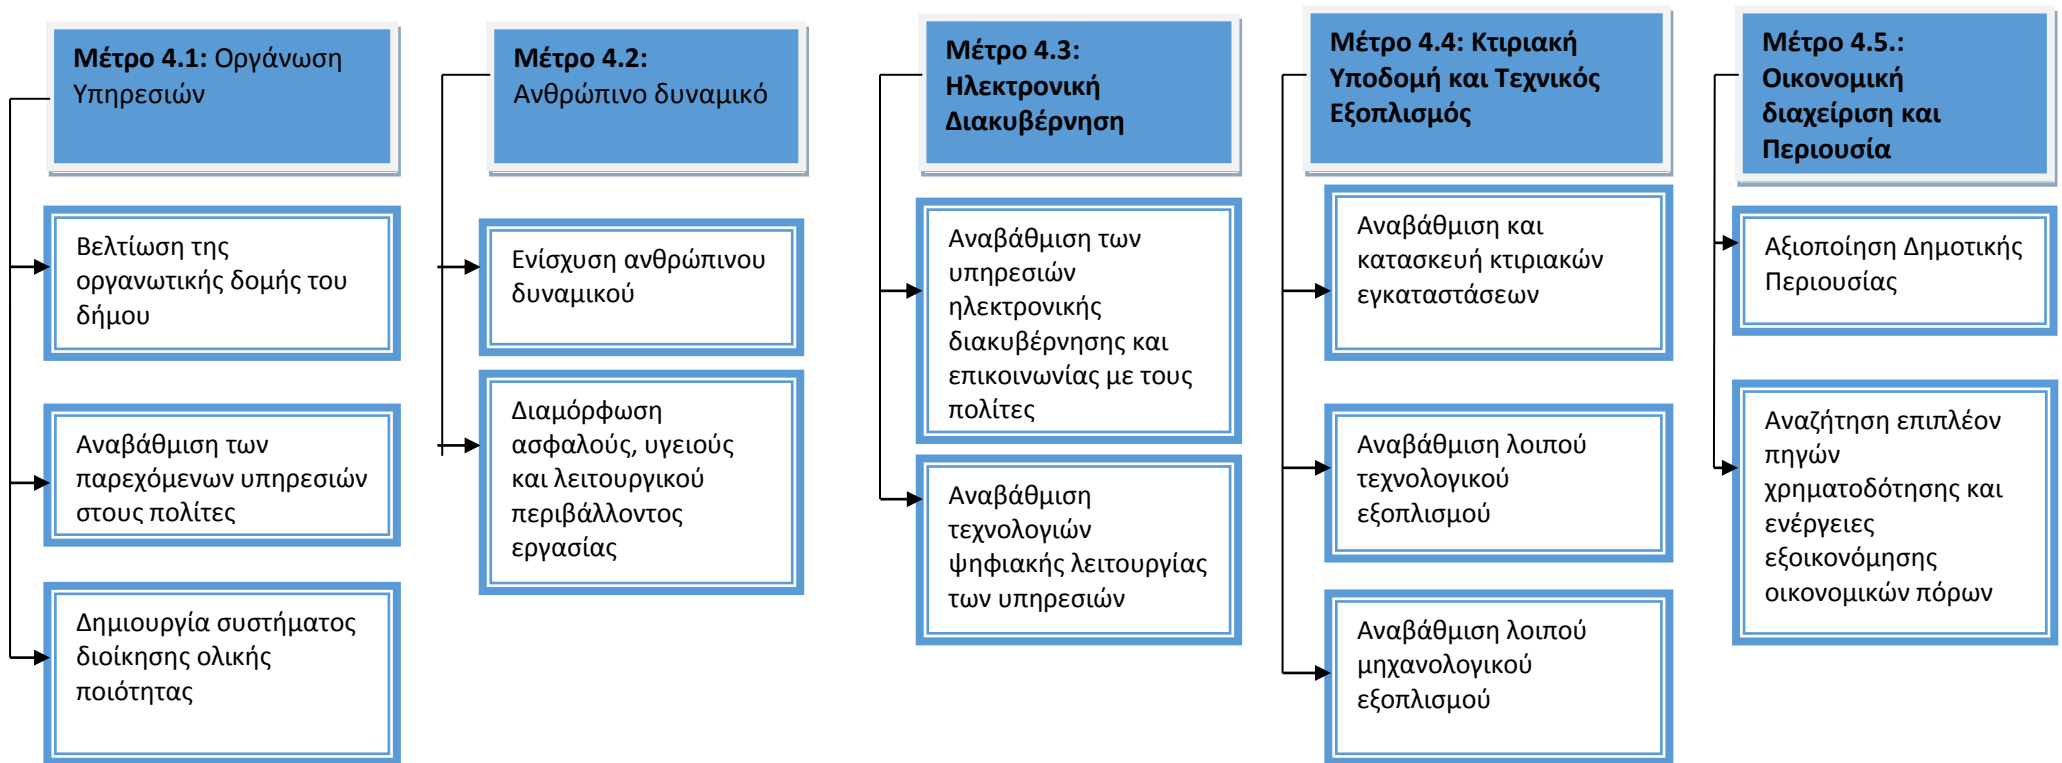 Μέτρο 4.1: Οργάνωση
Υπηρεσιών
Βελτίωση της
οργανωτικής δομής του
δήμου
Αναβάθμιση των
παρεχόμενων υπηρεσιών
στους πολίτες
Δημιουργία συστήματος
διοίκησης ολικής
ποιότητας
Μέτρο 4.2:
Ανθρώπινο δυναμικό
Ενίσχυση ανθρώπινου
δυναμικού
Διαμόρφωση
ασφαλούς, υγειούς
και λειτουργικού
περιβάλλοντος
εργασίας
Μέτρο 4.3:
Ηλεκτρονική
Διακυβέρνηση
Αναβάθμιση των
υπηρεσιών
ηλεκτρονικής
διακυβέρνησης και
επικοινωνίας με τους
πολίτες
Αναβάθμιση
τεχνολογιών
ψηφιακής λειτουργίας
των υπηρεσιών
Μέτρο 4.4: Κτιριακή
Υποδομή και Τεχνικός
Εξοπλισμός
Αναβάθμιση και
κατασκευή κτιριακών
εγκαταστάσεων
Αναβάθμιση λοιπού
τεχνολογικού
εξοπλισμού
Αναβάθμιση λοιπού
μηχανολογικού
εξοπλισμού
Μέτρο 4.5.:
Οικονομική
διαχείριση και
Περιουσία
Αξιοποίηση Δημοτικής
Περιουσίας
Αναζήτηση επιπλέον
πηγών
χρηματοδότησης και
ενέργειες
εξοικονόμησης
οικονομικών πόρων